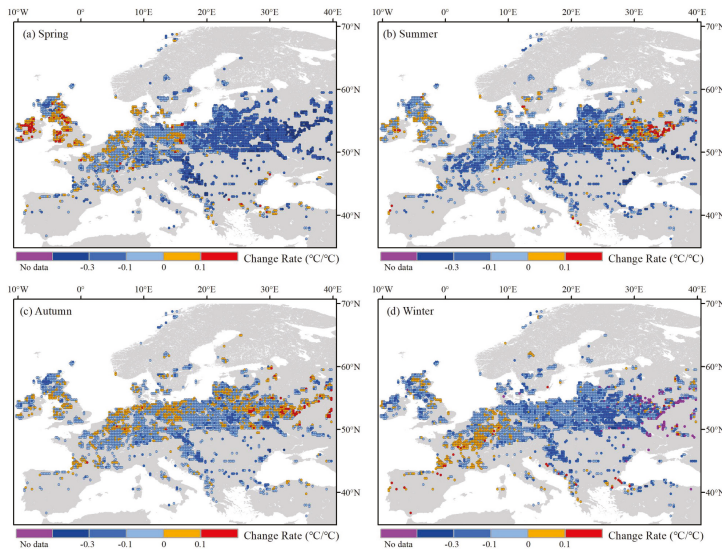 10°W 0° 10°E 20°E 30°E 40°E
(a) Spring
70°N
60°N
50°N
40°N
No data -0.3 -0.1 0 0.1 Change Rate (℃/℃)
10°W 0° 10°E 20°E 30°E 40°E
(b) Summer
70°N
60°N
50°N
40°N
No data -0.3 -0.1 0 0.1 Change Rate (℃/℃)
10°W 0° 10°E 20°E 30°E 40°E
(c) Autumn
70°N
60°N
50°N
40°N
No data -0.3 -0.1 0 0.1 Change Rate (℃/℃)
10°W 0° 10°E 20°E 30°E 40°E
(d) Winter
70°N
60°N
50°N
40°N
No data -0.3 -0.1 0 0.1 Change Rate (℃/℃)